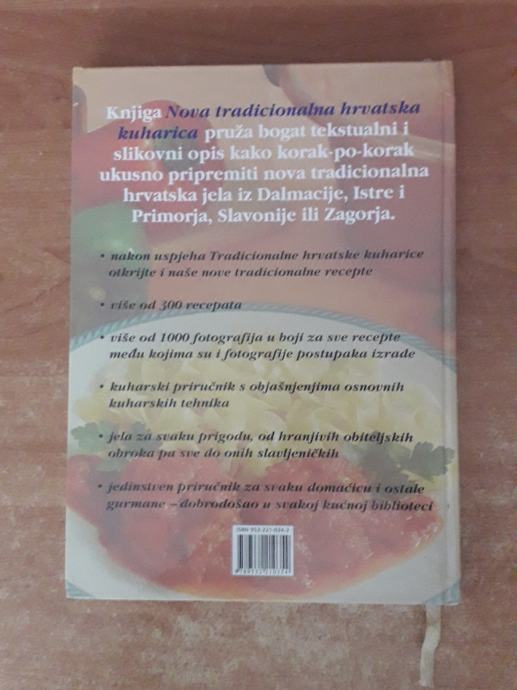 Knjiga Nova tradicionalna hrvatska
kuharica pruža bogat tekstualni i
slikovni opis kako korak-po-korak
ukusno pripremiti nova tradicionalna
hrvatska jela iz Dalmacije, Istre i
Primorja, Slavonije ili Zagorja.
• nakon uspjeha Tradicionalne hrvatske kuharice
otkrijte i naše nove tradicionalne recepte
• više od 300 recepata
• više od 1000 fotografija u boji za sve recepte
među kojima su i fotografije postupaka izrade
• kuharski priručnik s objašnjenjima osnovnih
kuharskih tehnika
• jela za svaku prigodu, od hranjivih obiteljskih
obroka pa sve do onih slavljeničkih
• jedinstven priručnik za svaku domaćicu i ostale
gurmane – dobrodošao u svakoj kućnoj biblioteci
ISBN